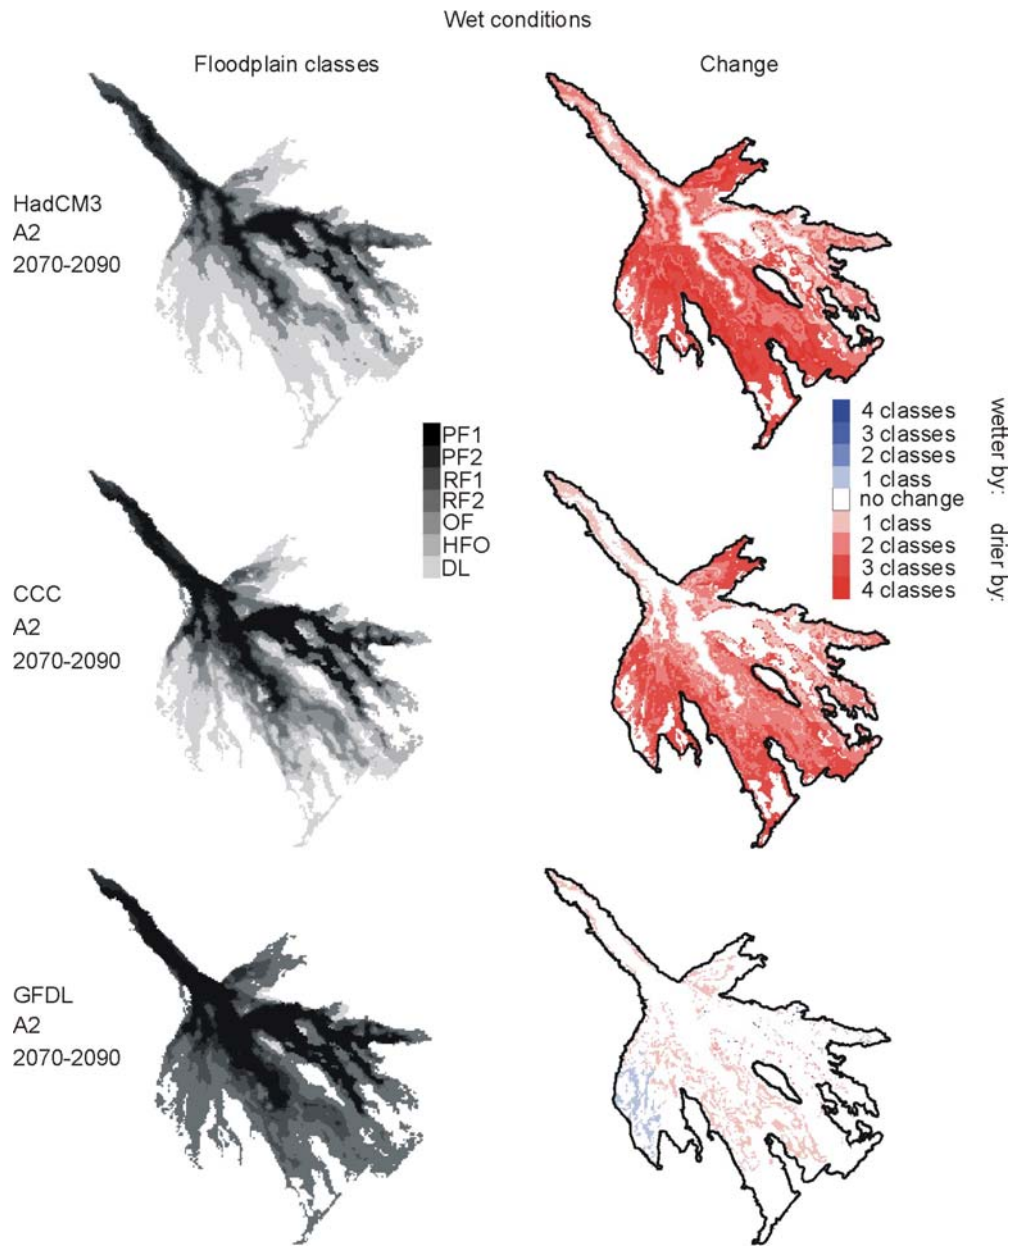 Wet conditions
Floodplain classes
Change
HadCM3
A2
2070-2090
PF1
PF2
RF1
RF2
OF
HFO
DL
4 classes
3 classes
2 classes
1 class
no change
1 class
2 classes
3 classes
4 classes
wetter by:
drier by:
CCC
A2
2070-2090
GFDL
A2
2070-2090